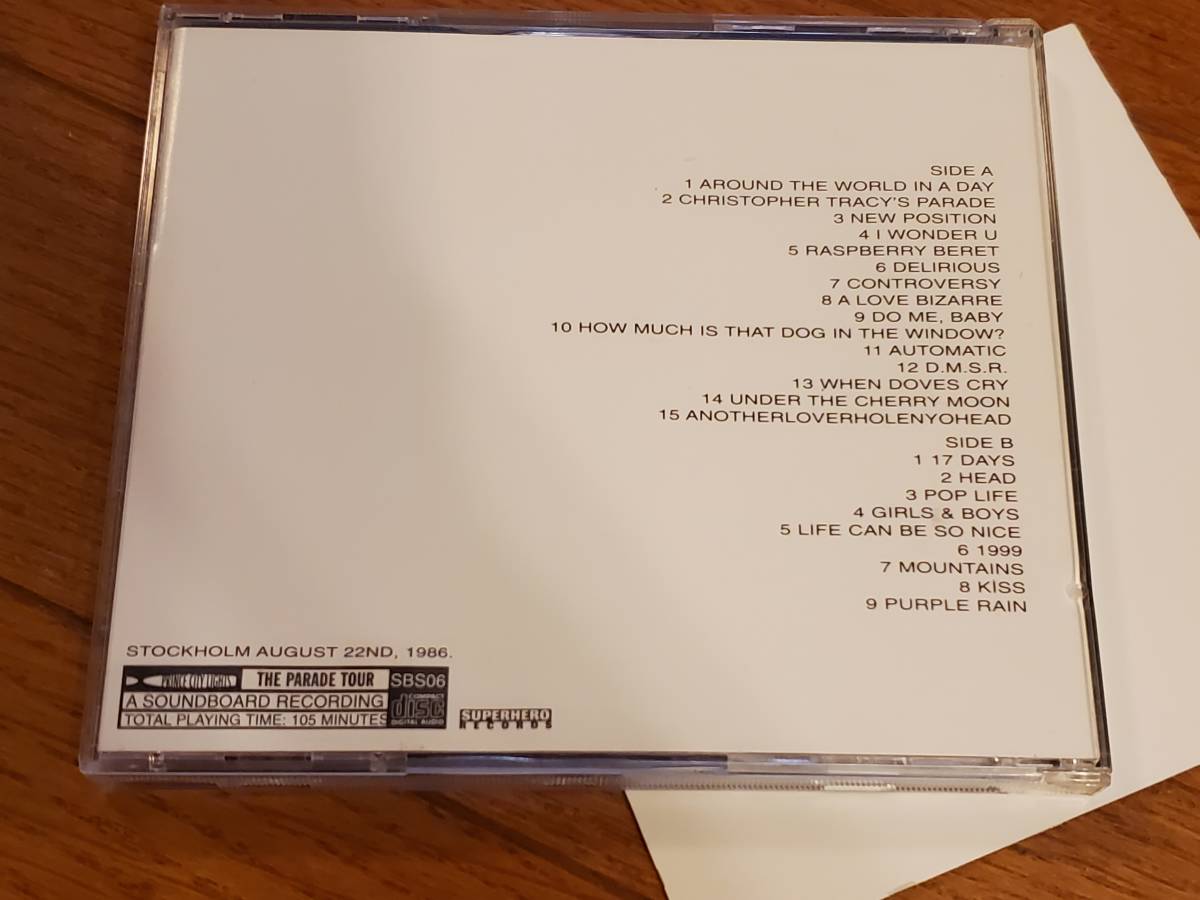 SIDE A
1 AROUND THE WORLD IN A DAY
2 CHRISTOPHER TRACY'S PARADE
3 NEW POSITION
4 I WONDER U
5 RASPBERRY BERET
6 DELIRIOUS
7 CONTROVERSY
8 A LOVE BIZARRE
9 DO ME, BABY
10 HOW MUCH IS THAT DOG IN THE WINDOW?
11 AUTOMATIC
12 D.M.S.R.
13 WHEN DOVES CRY
14 UNDER THE CHERRY MOON
15 ANOTHERLOVERHOLENYOHEAD
SIDE B
1 17 DAYS
2 HEAD
3 POP LIFE
4 GIRLS & BOYS
5 LIFE CAN BE SO NICE
6 1999
7 MOUNTAINS
8 KISS
9 PURPLE RAIN
STOCKHOLM AUGUST 22ND, 1986.
PRINCE CITY LIGHTS THE PARADE TOUR SBS06
A SOUNDBOARD RECORDING
TOTAL PLAYING TIME: 105 MINUTES
COMPACT
disc
DIGITAL AUDIO
SUPERHERO
RECORDS